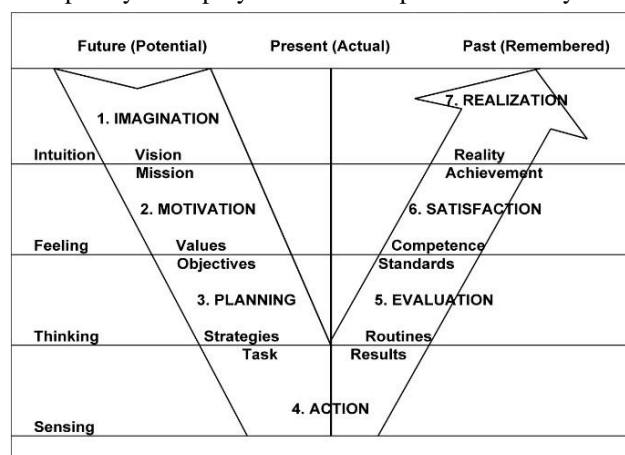 Future (Potential) Present (Actual) Past (Remembered)
7. REALIZATION
1. IMAGINATION
Intuition Vision Reality
Mission Achievement
2. MOTIVATION 6. SATISFACTION
Feeling Values Competence
Objectives Standards
3. PLANNING 5. EVALUATION
Thinking Strategies Routines
Task Results
4. ACTION
Sensing